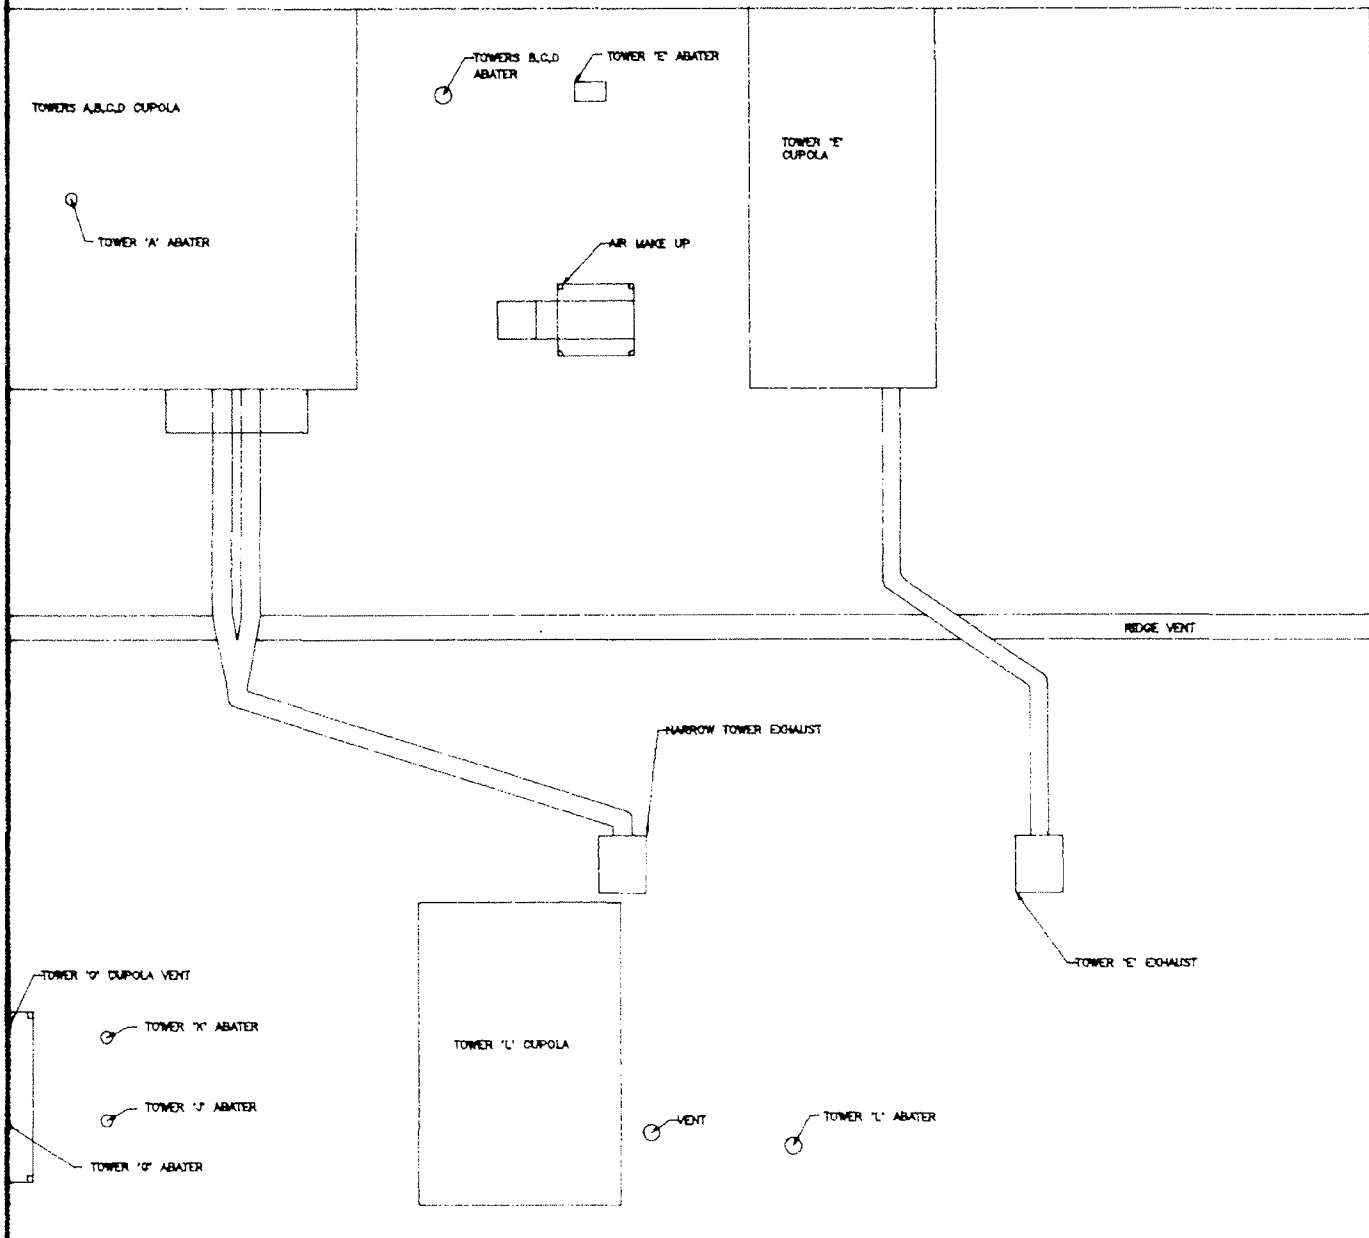 TOWERS B,C,D
ABATER
TOWER "E" ABATER
TOWERS A,B,C,D CUPOLA
TOWER "E"
CUPOLA
TOWER 'A' ABATER
AIR MAKE UP
RIDGE VENT
NARROW TOWER EXHAUST
TOWER 'E' EXHAUST
TOWER CUPOLA VENT
TOWER 'K' ABATER
TOWER 'L' CUPOLA
TOWER 'J' ABATER
VENT
TOWER 'L' ABATER
TOWER ABATER